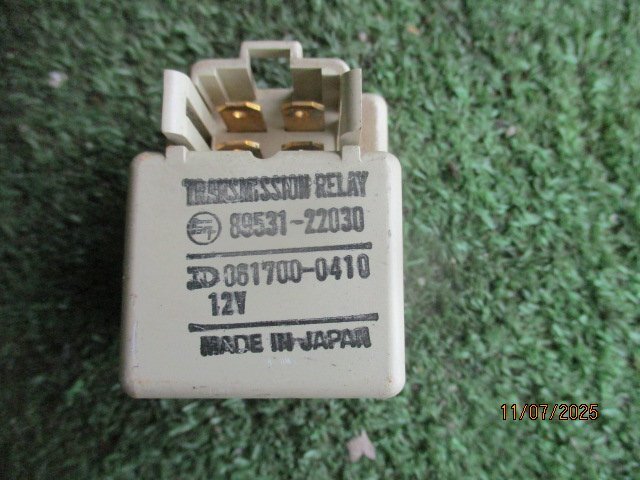 TRANSMISSION RELAY
89531-22030
061700-0410
12V
MADE IN JAPAN
11/07/2025